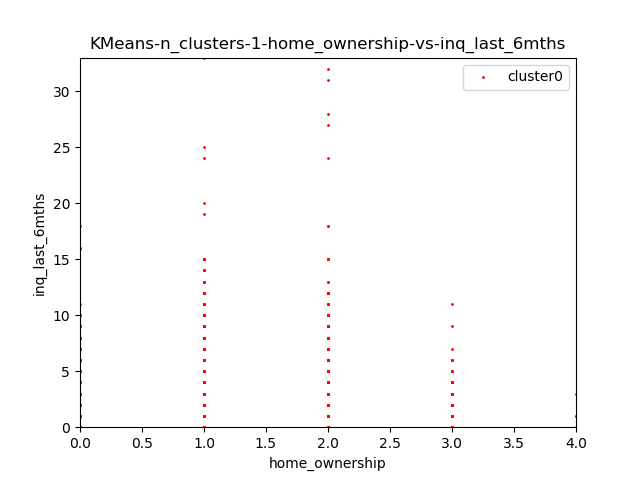 KMeans-n_clusters-1-home_ownership-vs-inq_last_6mths
cluster0
30
25
20
15
10
5
0
inq_last_6mths
0.0 0.5 1.0 1.5 2.0 2.5 3.0 3.5 4.0
home_ownership